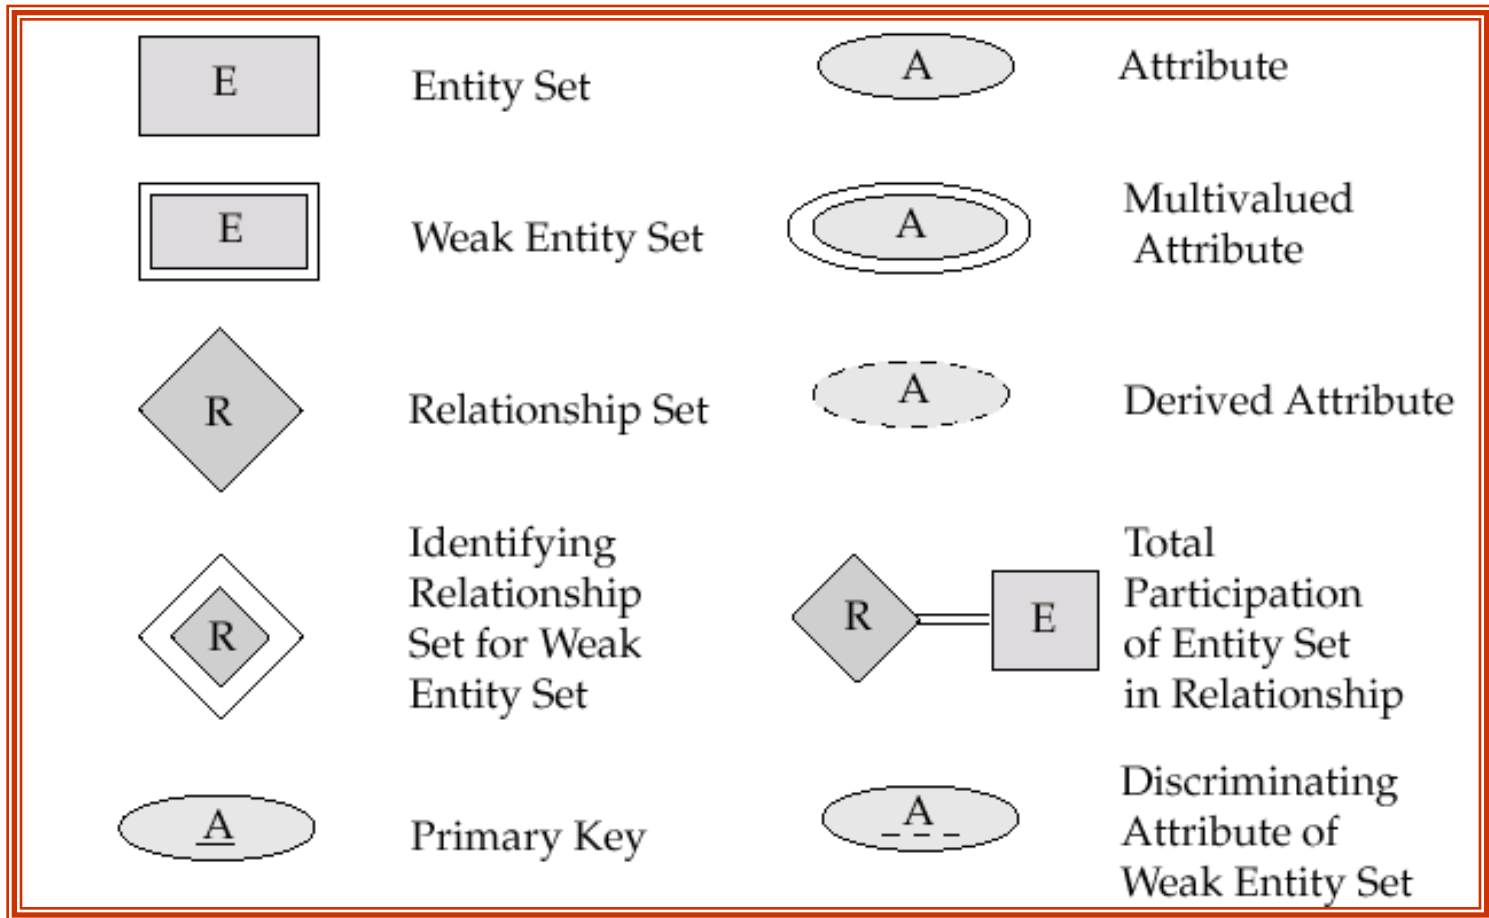 E
Entity Set
A
Attribute
E
Weak Entity Set
A
Multivalued
Attribute
R
Relationship Set
A
Derived Attribute
R
Identifying
Relationship
Set for Weak
Entity Set
R
E
Total
Participation
of Entity Set
in Relationship
A
Primary Key
A
Discriminating
Attribute of
Weak Entity Set